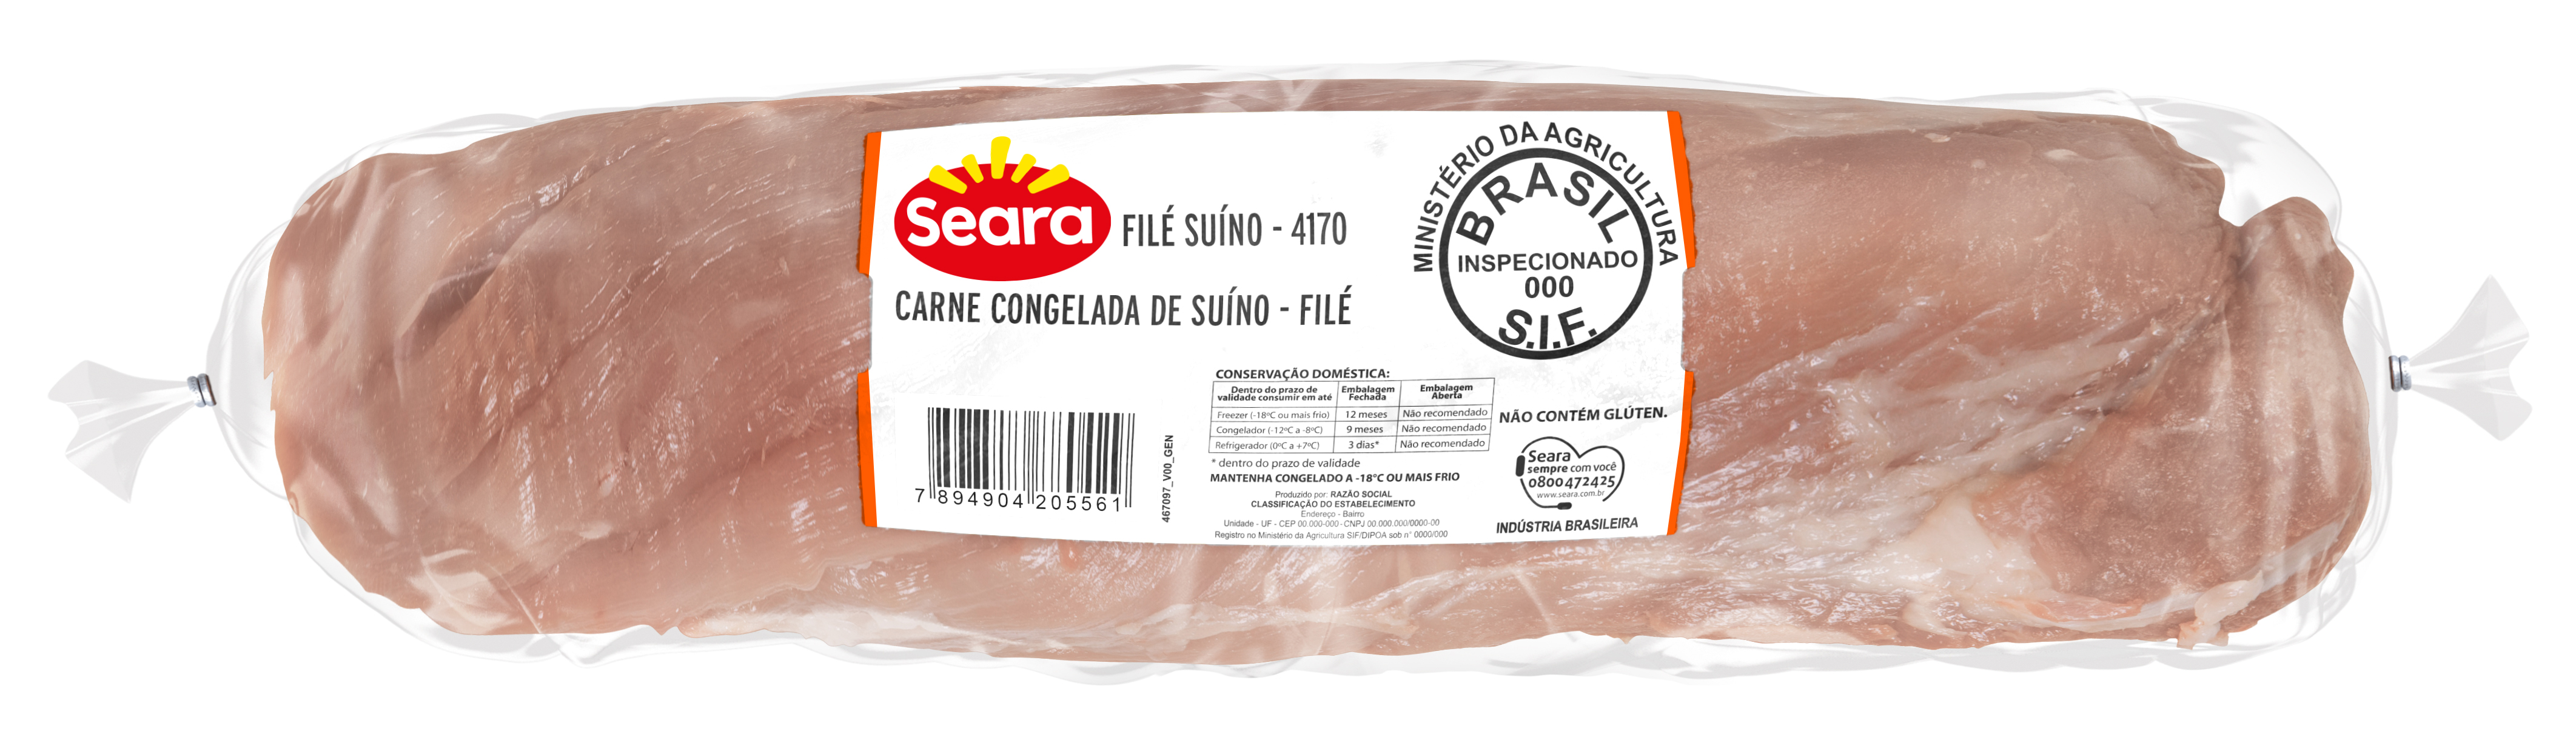 Seara
FILÉ SUÍNO - 4170
CARNE CONGELADA DE SUÍNO - FILÉ
MINISTÉRIO DA AGRICULTURA
BRASIL
INSPECIONADO
000
S.I.F.
7 894904 205561
467097_V00_GEN
CONSERVAÇÃO DOMÉSTICA:
Dentro do prazo de
validade consumir em até
Embalagem
Fechada
Embalagem
Aberta
Freezer (-18ºC ou mais frio) 12 meses Não recomendado
Congelador (-12ºC a -8ºC) 9 meses Não recomendado
Refrigerador (0ºC a +7ºC) 3 dias* Não recomendado
* dentro do prazo de validade
MANTENHA CONGELADO A -18°C OU MAIS FRIO
Produzido por: RAZÃO SOCIAL
CLASSIFICAÇÃO DO ESTABELECIMENTO
Endereço - Bairro
Unidade - UF - CEP 00.000-000 - CNPJ 00.000.000/0000-00
Registro no Ministério da Agricultura SIF/DIPOA sob n° 0000/000
NÃO CONTÉM GLÚTEN.
Seara
sempre com você
0800 472425
www.seara.com.br
INDÚSTRIA BRASILEIRA